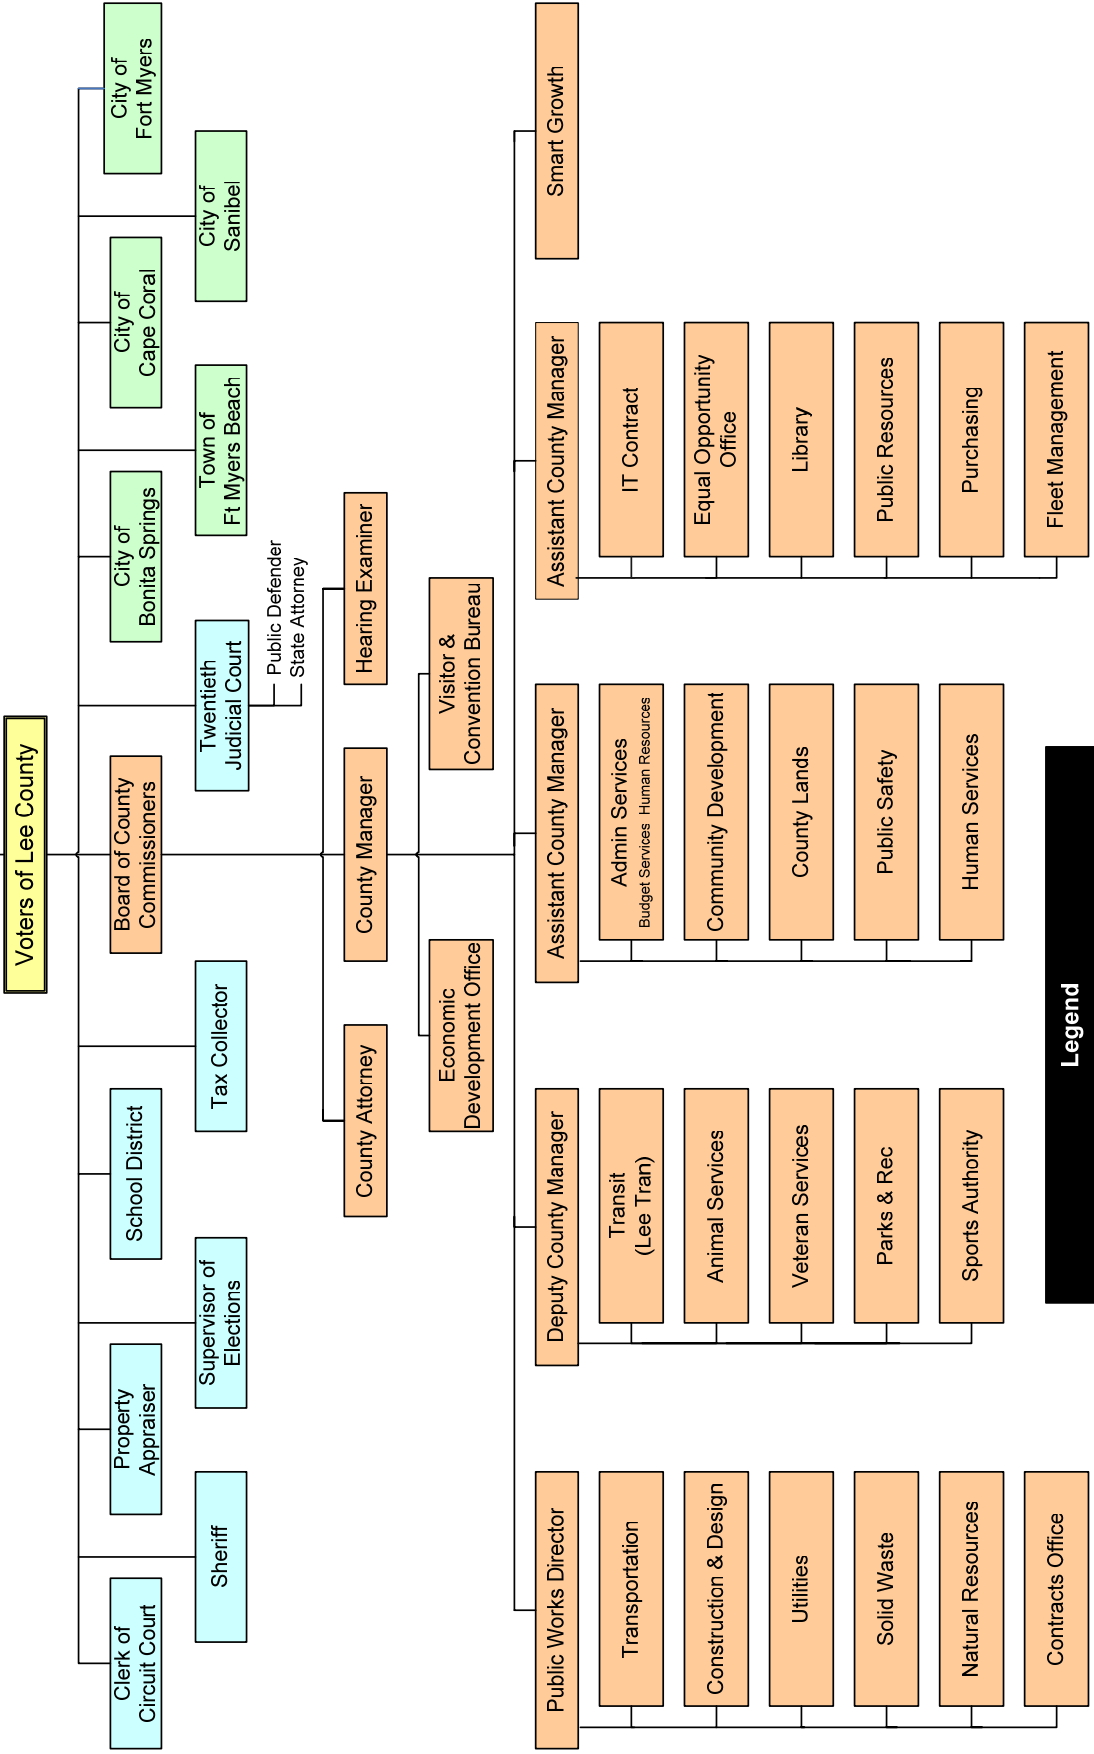 Voters of Lee County
Clerk of
Circuit Court
Property
Appraiser
School District
Board of County
Commissioners
City of
Bonita Springs
City of
Cape Coral
City of
Fort Myers
Sheriff
Supervisor of
Elections
Tax Collector
Twentieth
Judicial Court
Town of
Ft Myers Beach
City of
Sanibel
Public Defender
State Attorney
County Attorney
County Manager
Hearing Examiner
Economic
Development Office
Visitor &
Convention Bureau
Public Works Director
Transportation
Construction & Design
Utilities
Solid Waste
Natural Resources
Contracts Office
Deputy County Manager
Transit
(Lee Tran)
Animal Services
Veteran Services
Parks & Rec
Sports Authority
Assistant County Manager
Admin Services
Budget Services Human Resources
Community Development
County Lands
Public Safety
Human Services
Assistant County Manager
IT Contract
Equal Opportunity
Office
Library
Public Resources
Purchasing
Fleet Management
Smart Growth
Legend